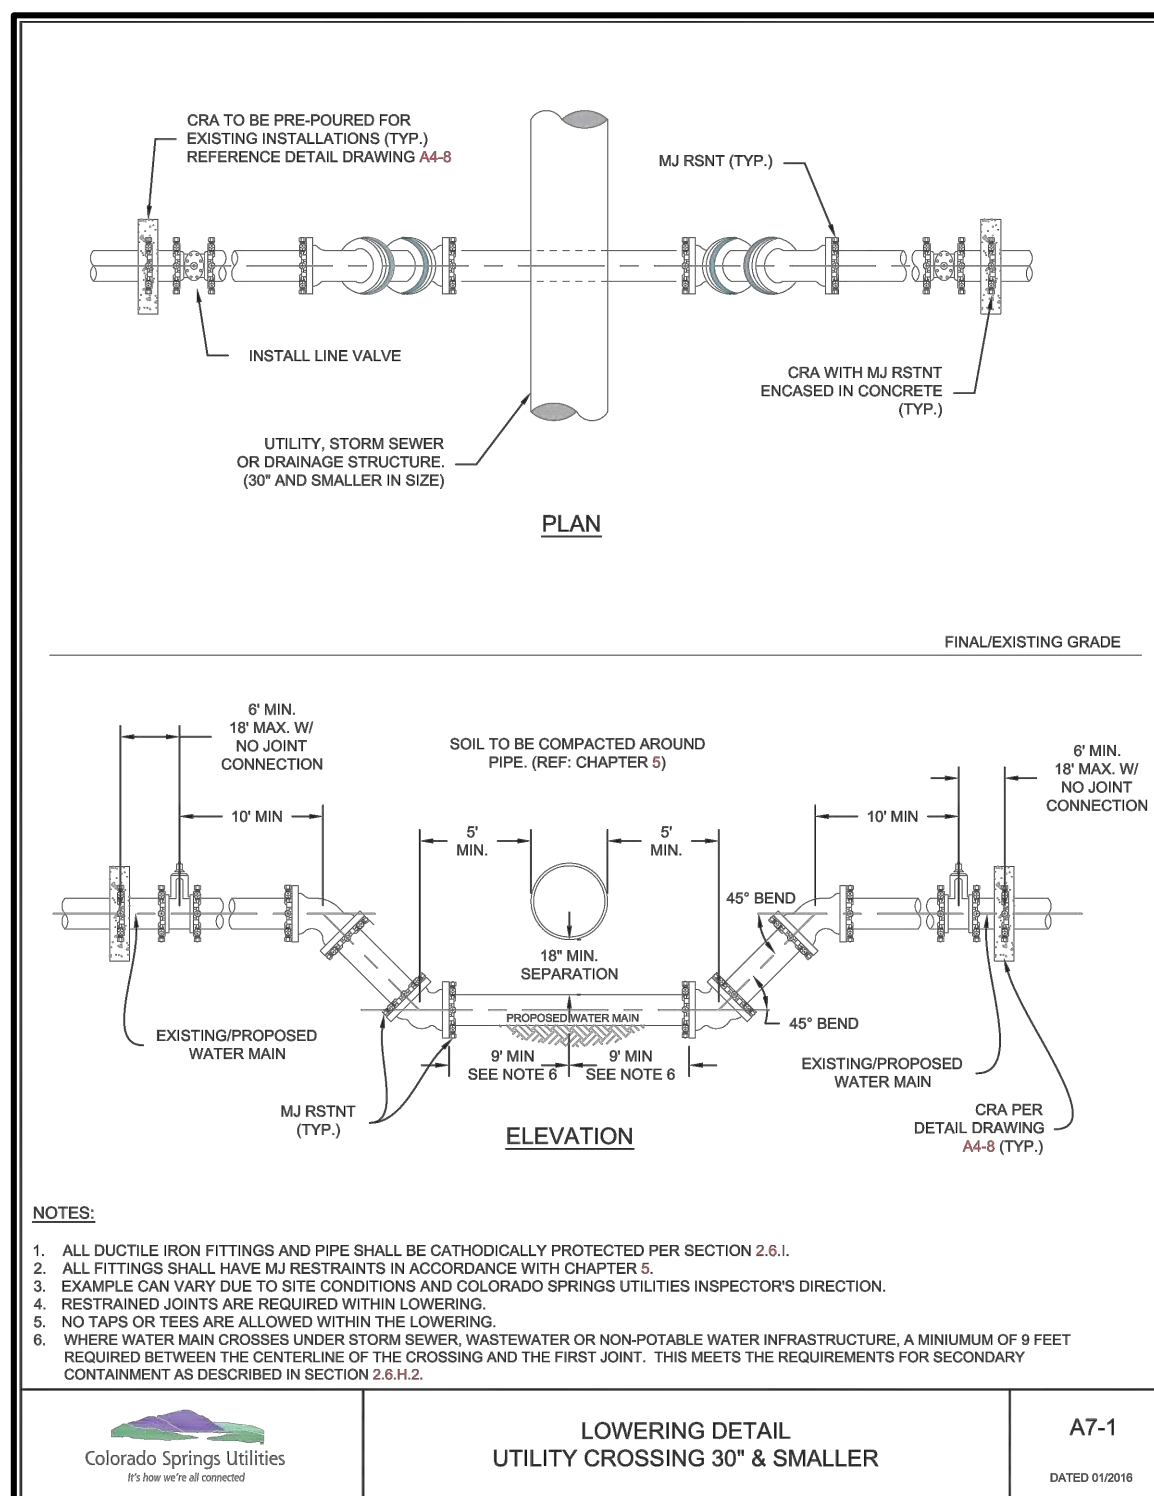 CRA TO BE PRE-POURED FOR
EXISTING INSTALLATIONS (TYP.)
REFERENCE DETAIL DRAWING A4-8
MJ RSNT (TYP.)
INSTALL LINE VALVE
CRA WITH MJ RSTNT
ENCASED IN CONCRETE
(TYP.)
UTILITY, STORM SEWER
OR DRAINAGE STRUCTURE.
(30" AND SMALLER IN SIZE)
PLAN
FINAL/EXISTING GRADE
6' MIN.
18' MAX. W/
NO JOINT
CONNECTION
SOIL TO BE COMPACTED AROUND
PIPE. (REF: CHAPTER 5)
6' MIN.
18' MAX. W/
NO JOINT
CONNECTION
10' MIN
5'
MIN.
5'
MIN.
10' MIN
45° BEND
18" MIN.
SEPARATION
PROPOSED WATER MAIN
45° BEND
EXISTING/PROPOSED
WATER MAIN
9' MIN
SEE NOTE 6
9' MIN
SEE NOTE 6
EXISTING/PROPOSED
WATER MAIN
MJ RSTNT
(TYP.)
CRA PER
DETAIL DRAWING
A4-8 (TYP.)
ELEVATION
NOTES:
1. ALL DUCTILE IRON FITTINGS AND PIPE SHALL BE CATHODICALLY PROTECTED PER SECTION 2.6.I.
2. ALL FITTINGS SHALL HAVE MJ RESTRAINTS IN ACCORDANCE WITH CHAPTER 5.
3. EXAMPLE CAN VARY DUE TO SITE CONDITIONS AND COLORADO SPRINGS UTILITIES INSPECTOR'S DIRECTION.
4. RESTRAINED JOINTS ARE REQUIRED WITHIN LOWERING.
5. NO TAPS OR TEES ARE ALLOWED WITHIN THE LOWERING.
6. WHERE WATER MAIN CROSSES UNDER STORM SEWER, WASTEWATER OR NON-POTABLE WATER INFRASTRUCTURE, A MINIUMUM OF 9 FEET
REQUIRED BETWEEN THE CENTERLINE OF THE CROSSING AND THE FIRST JOINT. THIS MEETS THE REQUIREMENTS FOR SECONDARY
CONTAINMENT AS DESCRIBED IN SECTION 2.6.H.2.
Colorado Springs Utilities
It's how we're all connected
LOWERING DETAIL
UTILITY CROSSING 30" & SMALLER
A7-1
DATED 01/2016